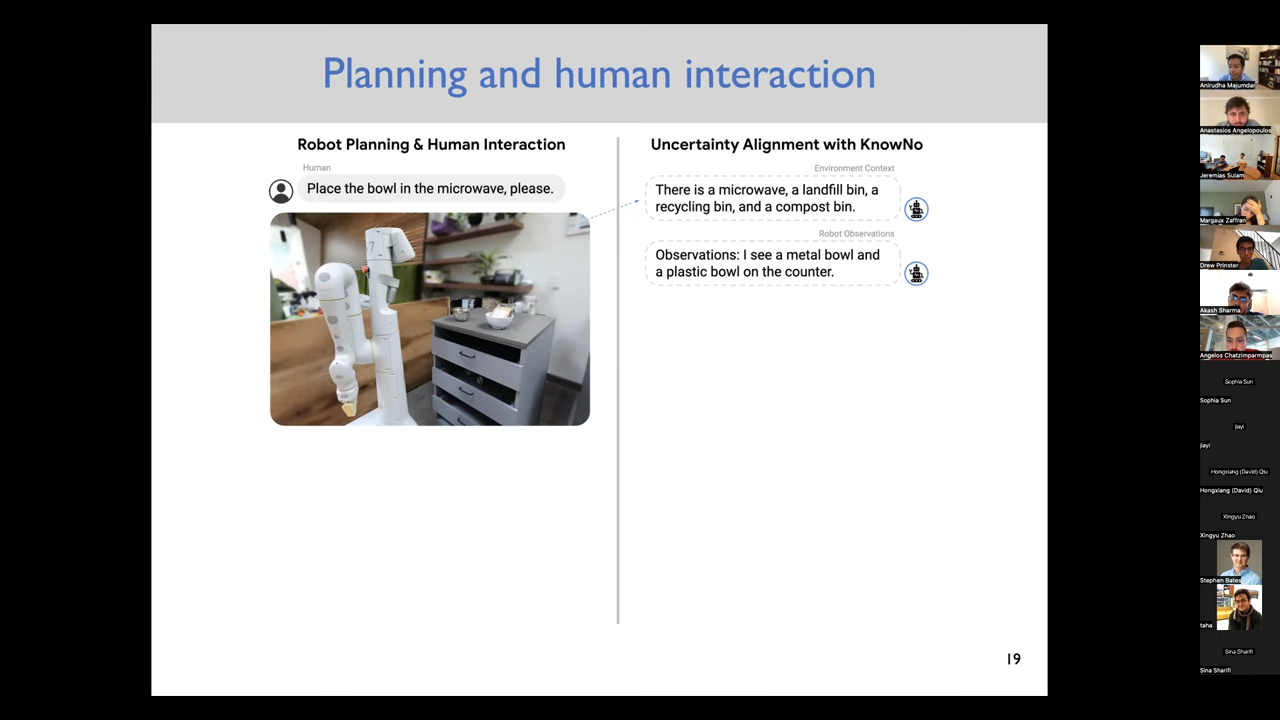 Planning and human interaction
Robot Planning & Human Interaction
Human
Place the bowl in the microwave, please.
7
Uncertainty Alignment with KnowNo
Environment Context
There is a microwave, a landfill bin, a
recycling bin, and a compost bin.
Robot Observations
Observations: I see a metal bowl and
a plastic bowl on the counter.
19
Anirudha Majumdar
Anastasios Angelopoulos
Jeremias Sulam
Margaux Zaffran
Drew Prinster
Akash Sharma
Angelos Chatzimparmpas
Sophia Sun
Sophia Sun
Jiayi
Jiayi
Hongxiang (David) Qiu
Hongxiang (David) Qiu
Xingyu Zhao
Xingyu Zhao
Stephen Bates
taha
Sina Sharifi
Sina Sharifi